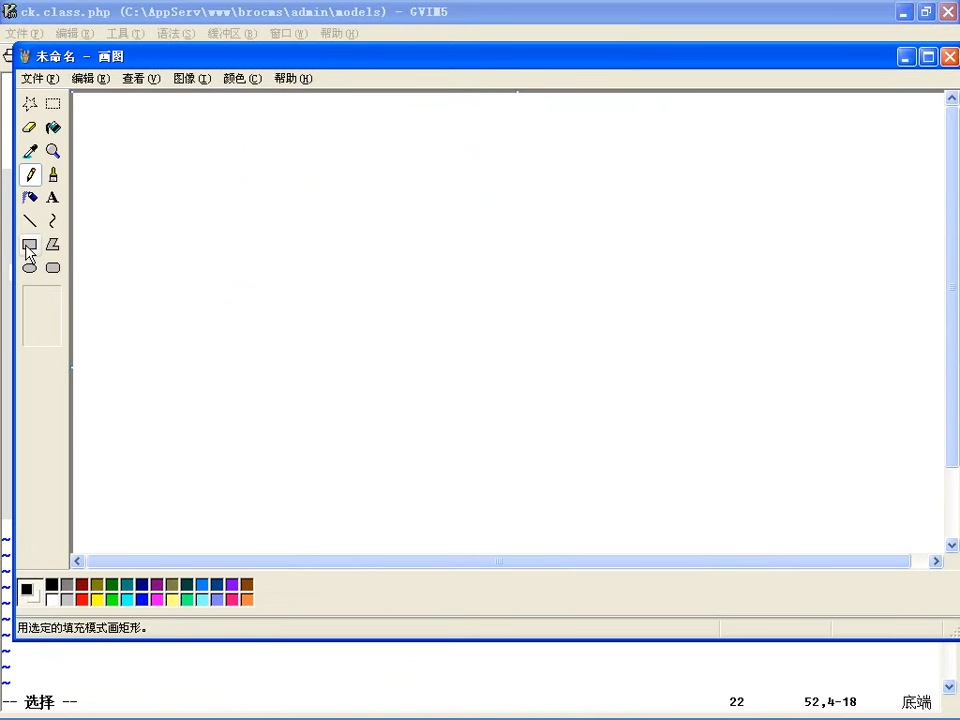 ck.class.php (C:\AppServ\www\brocms\admin\models) - GVIM5
文件(F) 编辑(E) 工具(T) 语法(S) 缓冲区(B) 窗口(W) 帮助(H)
未命名 - 画图
文件(F) 编辑(E) 查看(V) 图像(I) 颜色(C) 帮助(H)
A
用选定的填充模式画矩形。
~
~
~
~
~
~
~
~
~
~
-- 选择 -- 22 52,4-18 底端